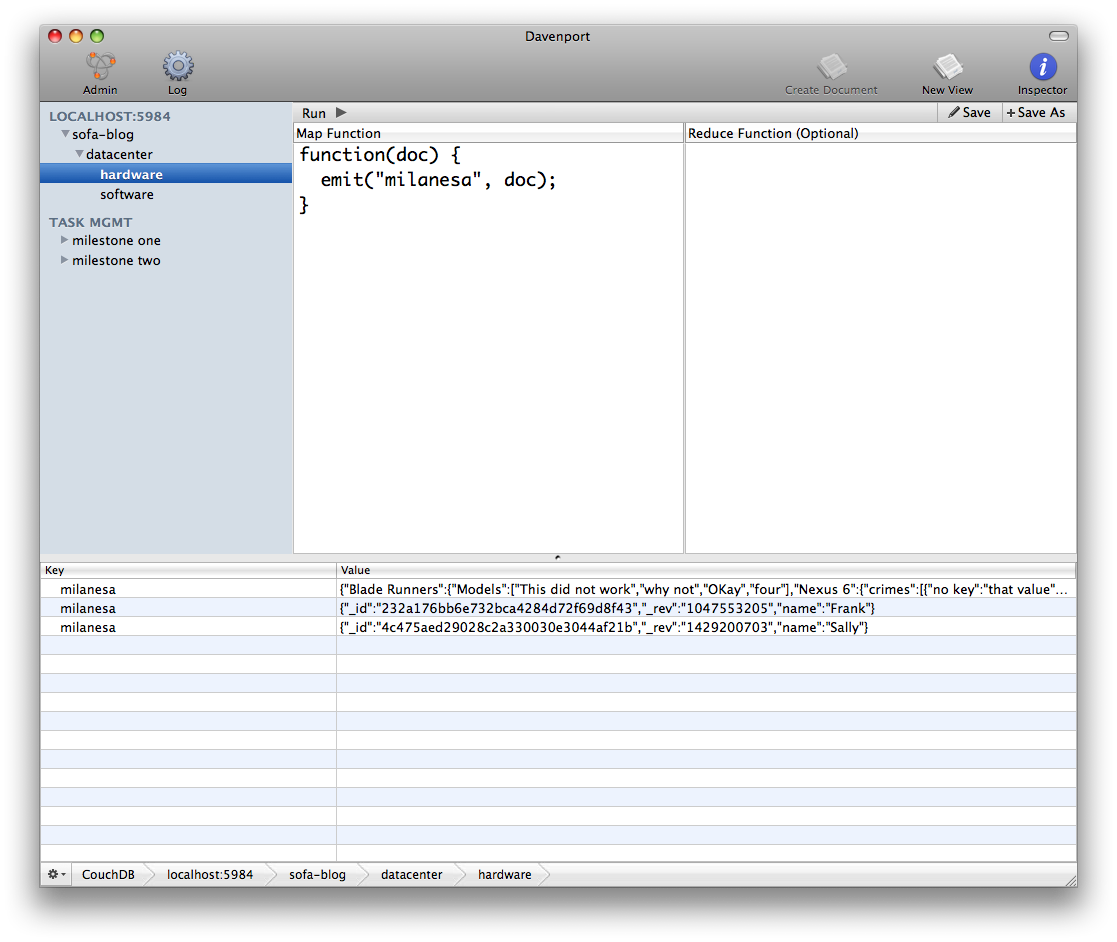 Davenport
Admin Log Create Document New View Inspector
LOCALHOST:5984
sofa-blog
datacenter
hardware
software
TASK MGMT
milestone one
milestone two
Run Save + Save As
Map Function Reduce Function (Optional)
function(doc) {
  emit("milanesa", doc);
}
Key Value
milanesa {"Blade Runners":{"Models":["This did not work","why not","OKay","four"],"Nexus 6":{"crimes":[{"no key":"that value"...
milanesa {"_id":"232a176bb6e732bca4284d72f69d8f43","_rev":"1047553205","name":"Frank"}
milanesa {"_id":"4c475aed29028c2a330030e3044af21b","_rev":"1429200703","name":"Sally"}
CouchDB localhost:5984 sofa-blog datacenter hardware